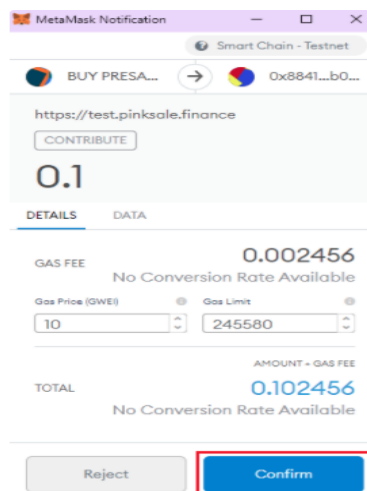 MetaMask Notification
Smart Chain - Testnet
BUY PRESA... 0x8841...b0...
https://test.pinksale.finance
CONTRIBUTE
0.1
DETAILS DATA
GAS FEE 0.002456
No Conversion Rate Available
Gas Price (GWEI) Gas Limit
10 245580
AMOUNT + GAS FEE
TOTAL 0.102456
No Conversion Rate Available
Reject Confirm